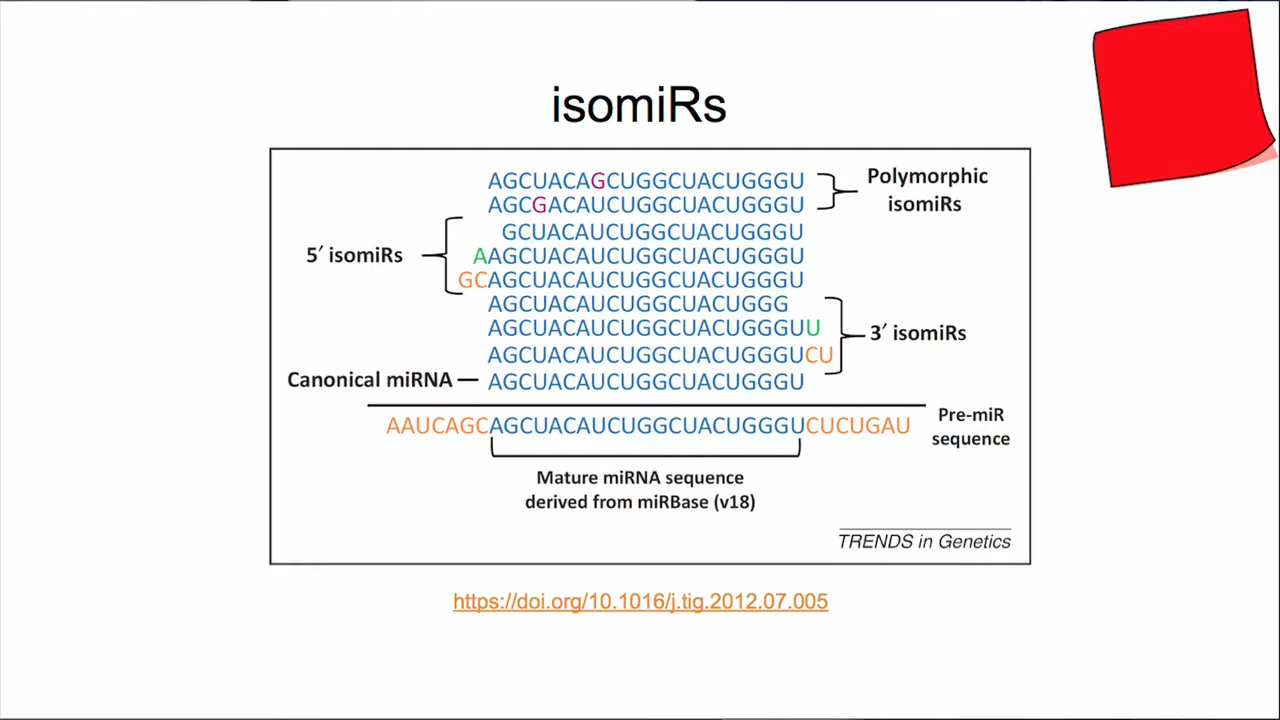 isomiRs
AGCUACAGCUGGCUACUGGGU
Polymorphic
isomiRs
AGCGACAUCUGGCUACUGGGU
GCUACAUCUGGCUACUGGGU
5′ isomiRs
AAGCUACAUCUGGCUACUGGGU
GCAGCUACAUCUGGCUACUGGGU
AGCUACAUCUGGCUACUGGG
AGCUACAUCUGGCUACUGGGUU
3′ isomiRs
AGCUACAUCUGGCUACUGGGUCU
Canonical miRNA
AGCUACAUCUGGCUACUGGGU
AAUCAGCAGCUACAUCUGGCUACUGGGUCUCUGAU
Pre-miR
sequence
Mature miRNA sequence
derived from miRBase (v18)
TRENDS in Genetics
https://doi.org/10.1016/j.tig.2012.07.005